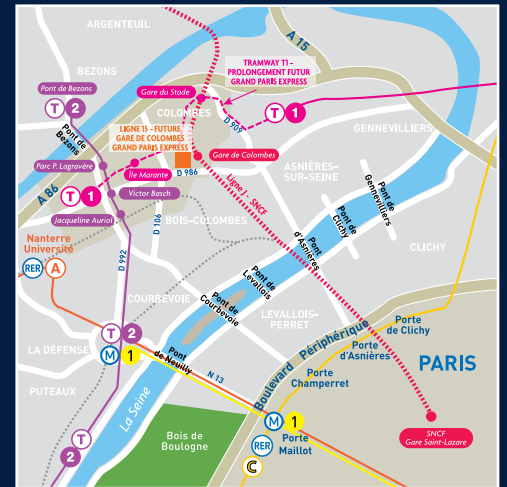 ARGENTEUIL
A 15
BEZONS
TRAMWAY T1 –
PROLONGEMENT FUTUR
GRAND PARIS EXPRESS
Pont de Bezons
T 2
Gare du Stade
COLOMBES
T 1
D 909
Pont de
Bezons
LIGNE 15 – FUTURE
GARE DE COLOMBES
GRAND PARIS EXPRESS
GENNEVILLIERS
Gare de Colombes
Parc P. Lagravère
Île Marante
D 986
ASNIÈRES-
SUR-SEINE
A 86
T 1
Victor Basch
Ligne J - SNCF
Pont de
Gennevilliers
Jacqueline Auriol
D 106
BOIS-COLOMBES
Pont de
Clichy
Nanterre
Université
RER A
D 992
Pont
d'Asnières
CLICHY
Pont de
Levallois
COURBEVOIE
Pont de
Courbevoie
LEVALLOIS-
PERRET
Porte
de Clichy
T 2
LA DÉFENSE
M 1
Pont
de Neuilly
N 13
Boulevard Périphérique
Porte
d'Asnières
Porte
Champerret
PARIS
PUTEAUX
La Seine
M 1
SNCF
Gare Saint-Lazare
T
2
Bois de
Boulogne
RER
Porte
Maillot
C